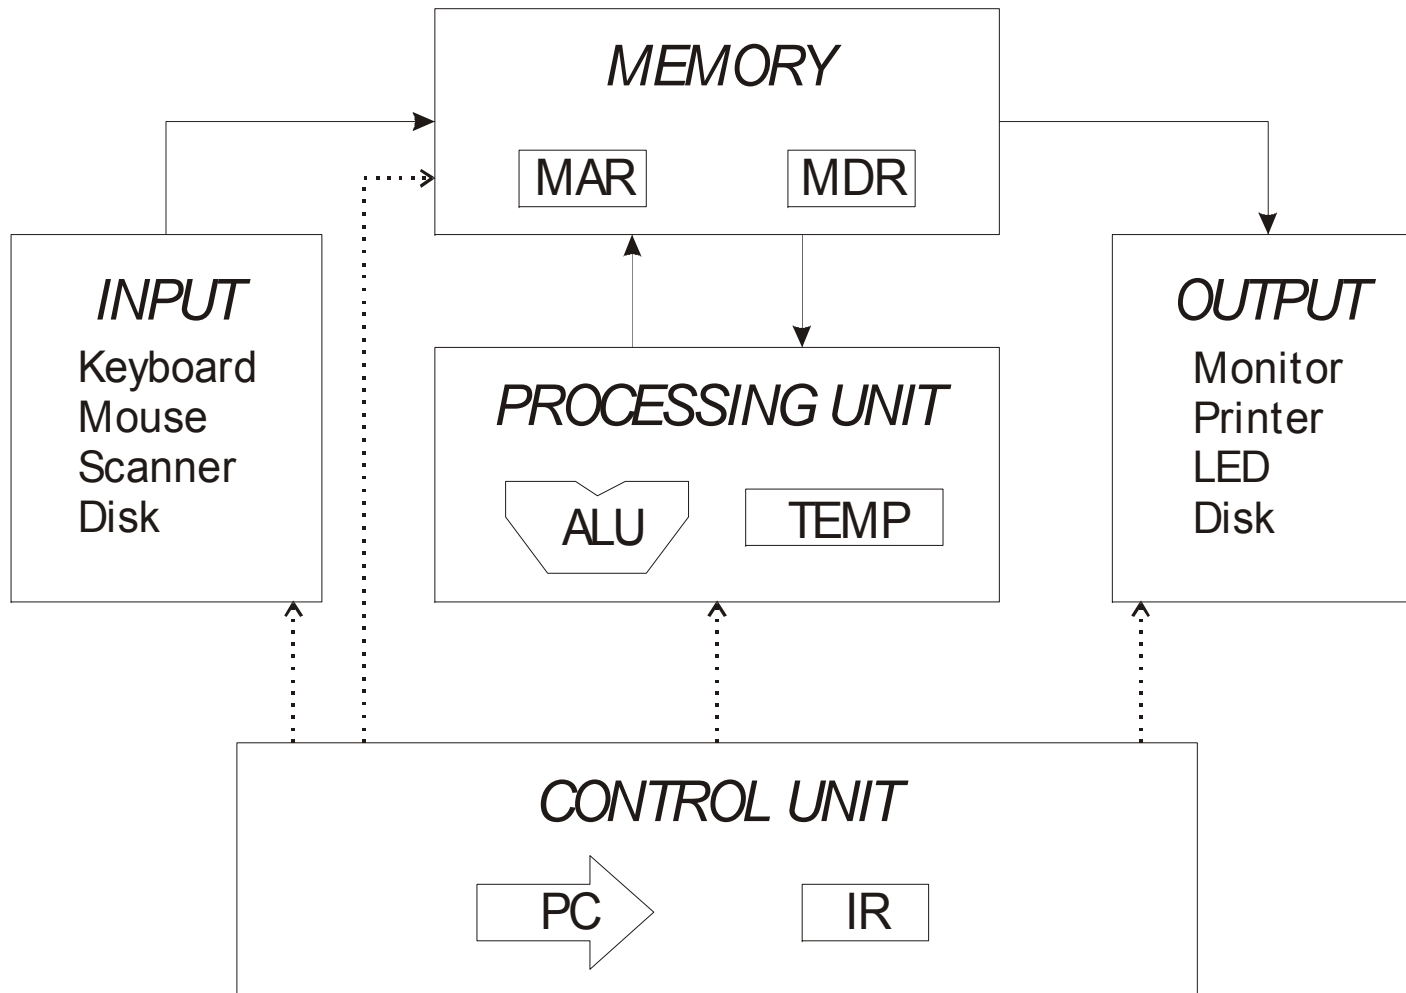 MEMORY
MAR
MDR
INPUT
Keyboard
Mouse
Scanner
Disk
PROCESSING UNIT
ALU
TEMP
OUTPUT
Monitor
Printer
LED
Disk
CONTROL UNIT
PC
IR